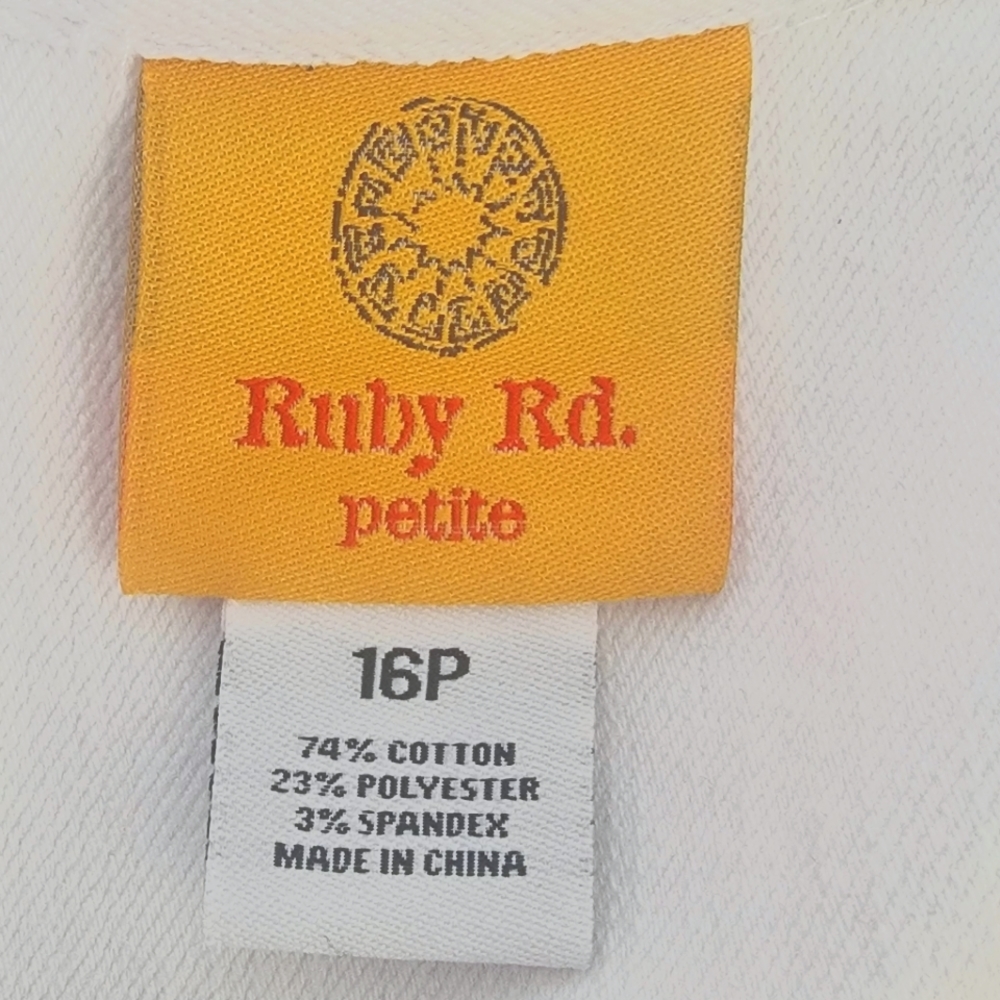 Ruby Rd.
petite
16P
74% COTTON
23% POLYESTER
3% SPANDEX
MADE IN CHINA